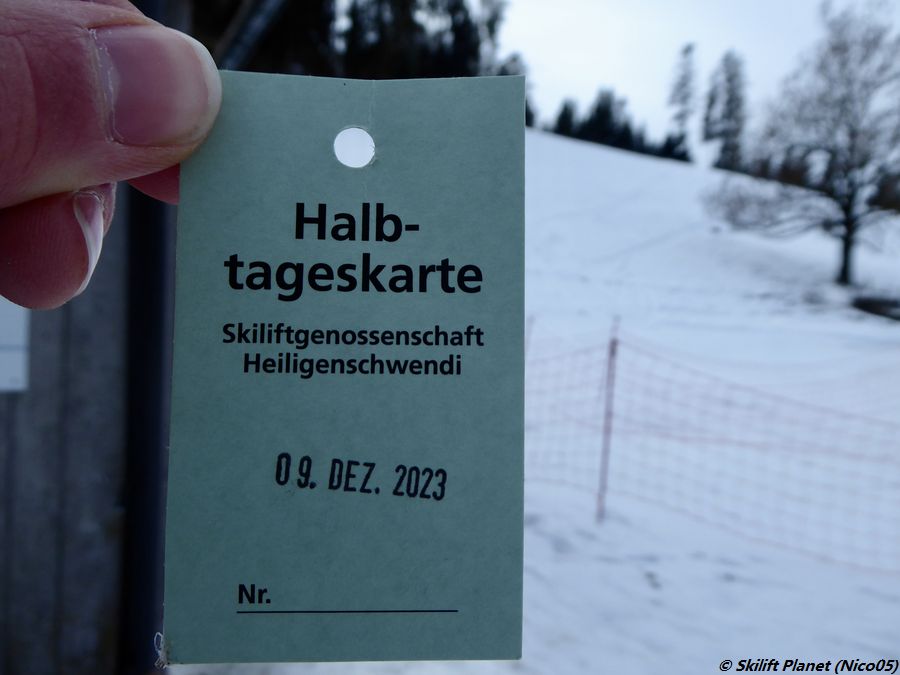 Halb-
tageskarte
Skiliftgenossenschaft
Heiligenschwendi
09. DEZ. 2023
Nr.
© Skilift Planet (Nico05)